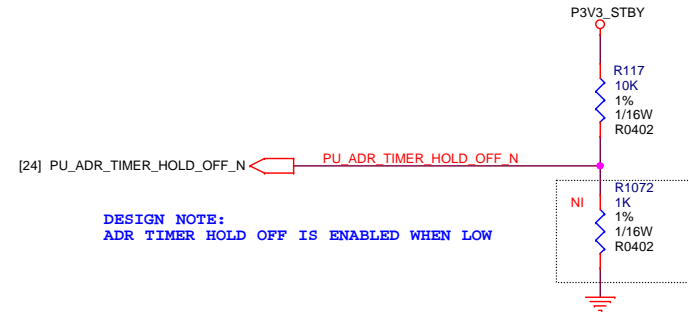 P3V3_STBY
R117
10K
1%
1/16W
R0402
[24] PU_ADR_TIMER_HOLD_OFF_N
PU_ADR_TIMER_HOLD_OFF_N
NI
R1072
1K
1%
1/16W
R0402
DESIGN NOTE:
ADR TIMER HOLD OFF IS ENABLED WHEN LOW